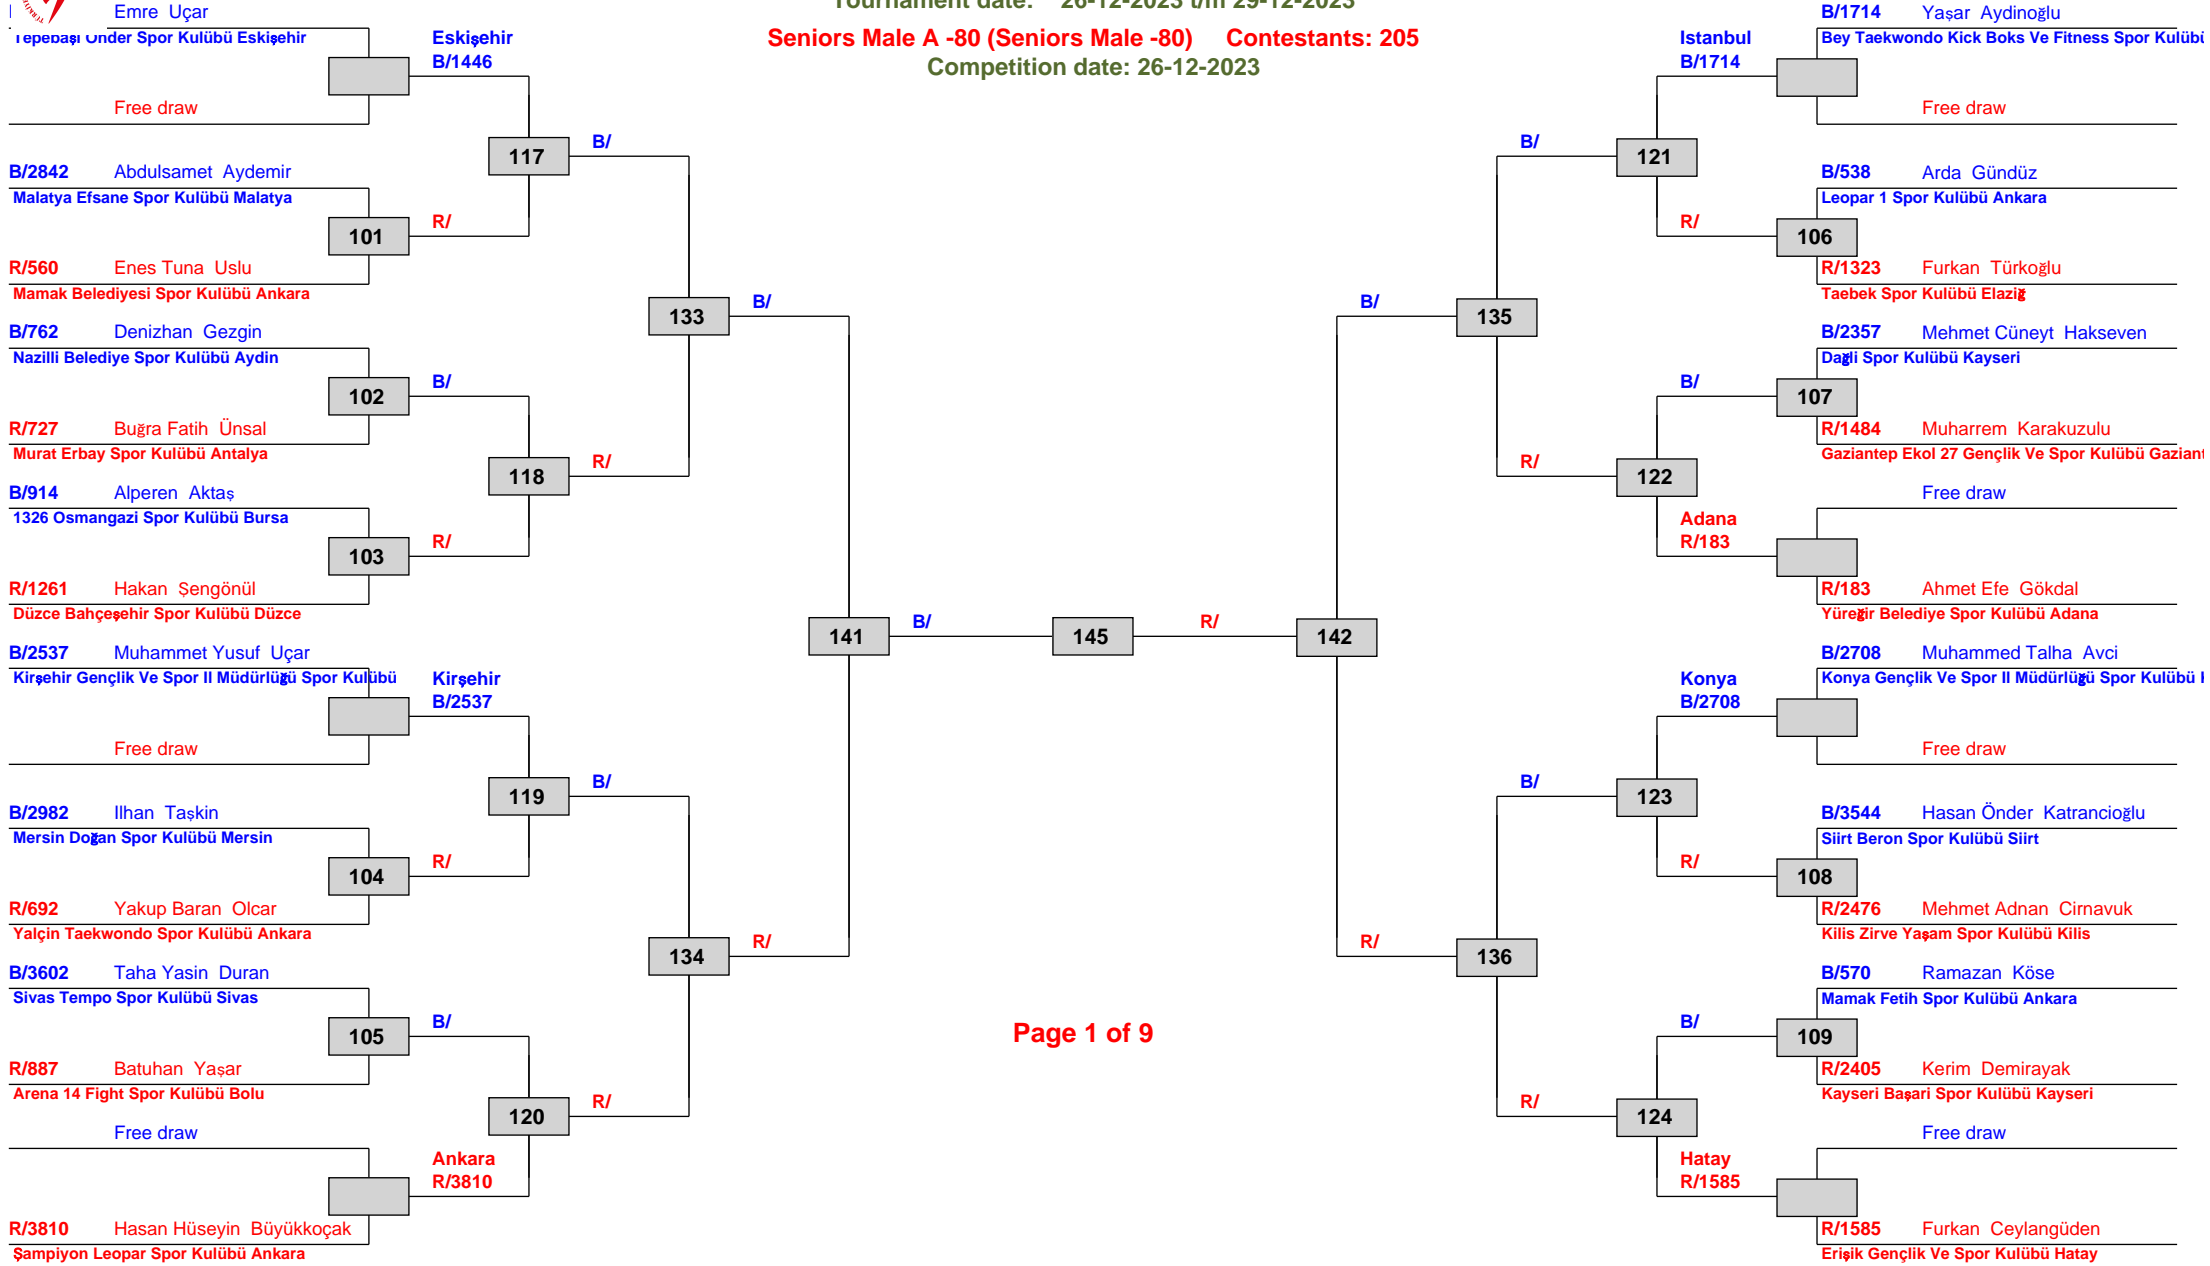 Tournament date: 26-12-2023 t/m 29-12-2023
Seniors Male A -80 (Seniors Male -80) Contestants: 205
Competition date: 26-12-2023
Emre Uçar
Tepebaşi Önder Spor Kulübü Eskişehir
Eskişehir
B/1446
Free draw
117
B/
B/2842 Abdulsamet Aydemir
Malatya Efsane Spor Kulübü Malatya
101
R/
R/560 Enes Tuna Uslu
Mamak Belediyesi Spor Kulübü Ankara
133
B/
B/762 Denizhan Gezgin
Nazilli Belediye Spor Kulübü Aydin
102
B/
R/727 Buğra Fatih Ünsal
Murat Erbay Spor Kulübü Antalya
118
R/
B/914 Alperen Aktaş
1326 Osmangazi Spor Kulübü Bursa
103
R/
R/1261 Hakan Şengönül
Düzce Bahçeşehir Spor Kulübü Düzce
141
B/
145
R/
142
B/2537 Muhammet Yusuf Uçar
Kirşehir Gençlik Ve Spor Il Müdürlüğü Spor Kulübü
Kirşehir
B/2537
Free draw
119
B/
B/2982 Ilhan Taşkin
Mersin Doğan Spor Kulübü Mersin
104
R/
R/692 Yakup Baran Olcar
Yalçin Taekwondo Spor Kulübü Ankara
134
R/
B/3602 Taha Yasin Duran
Sivas Tempo Spor Kulübü Sivas
105
B/
R/887 Batuhan Yaşar
Arena 14 Fight Spor Kulübü Bolu
120
R/
Free draw
Ankara
R/3810
R/3810 Hasan Hüseyin Büyükkoçak
Şampiyon Leopar Spor Kulübü Ankara
Page 1 of 9
B/1714 Yaşar Aydinoğlu
Bey Taekwondo Kick Boks Ve Fitness Spor Kulübü
Istanbul
B/1714
Free draw
B/
121
B/538 Arda Gündüz
Leopar 1 Spor Kulübü Ankara
R/
106
R/1323 Furkan Türkoğlu
Taebek Spor Kulübü Elaziğ
B/
135
B/2357 Mehmet Cüneyt Hakseven
Dağli Spor Kulübü Kayseri
B/
107
R/1484 Muharrem Karakuzulu
Gaziantep Ekol 27 Gençlik Ve Spor Kulübü Gaziant
R/
122
Free draw
Adana
R/183
R/183 Ahmet Efe Gökdal
Yüreğir Belediye Spor Kulübü Adana
B/2708 Muhammed Talha Avci
Konya Gençlik Ve Spor Il Müdürlüğü Spor Kulübü
Konya
B/2708
Free draw
B/
123
B/3544 Hasan Önder Katrancioğlu
Siirt Beron Spor Kulübü Siirt
R/
108
R/2476 Mehmet Adnan Cirnavuk
Kilis Zirve Yaşam Spor Kulübü Kilis
R/
136
B/570 Ramazan Köse
Mamak Fetih Spor Kulübü Ankara
B/
109
R/2405 Kerim Demirayak
Kayseri Başari Spor Kulübü Kayseri
R/
124
Free draw
Hatay
R/1585
R/1585 Furkan Ceylangüden
Erişik Gençlik Ve Spor Kulübü Hatay